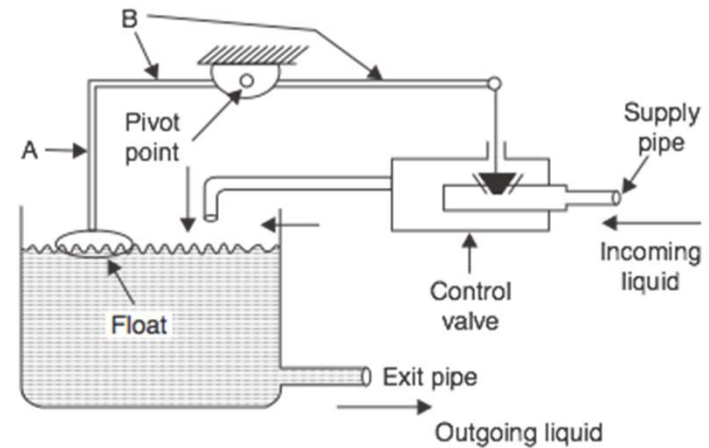 B
A
Pivot
point
Supply
pipe
Incoming
liquid
Control
valve
Float
Exit pipe
Outgoing liquid